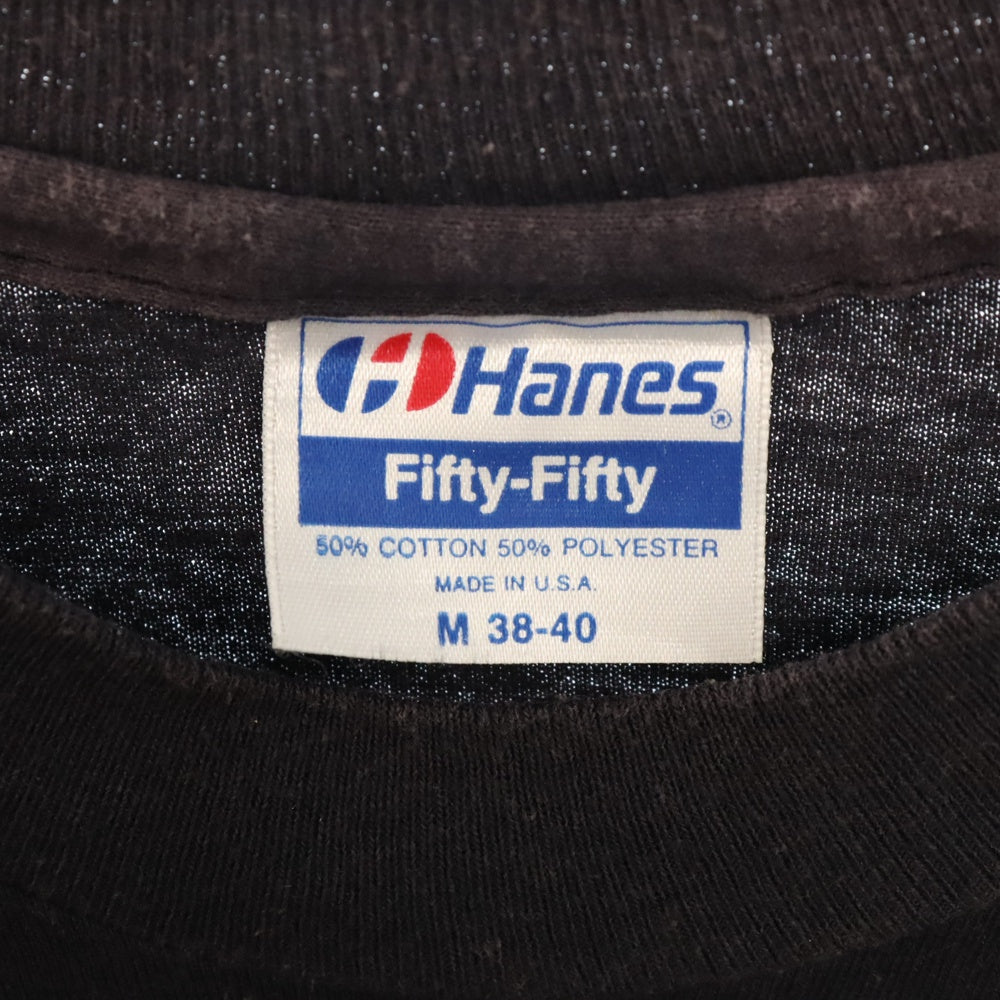 Hanes®
Fifty-Fifty
50% COTTON 50% POLYESTER
MADE IN U.S.A.
M 38-40